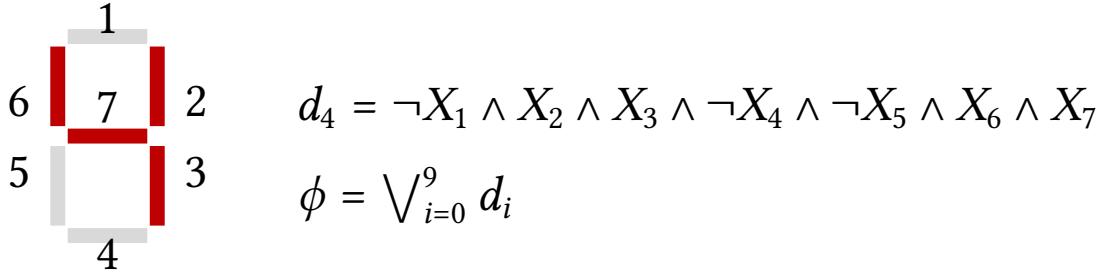 1
6 7 2
d₄ = ¬X₁ ∧ X₂ ∧ X₃ ∧ ¬X₄ ∧ ¬X₅ ∧ X₆ ∧ X₇
5 3
ϕ = ⋁⁹ᵢ₌₀ dᵢ
4